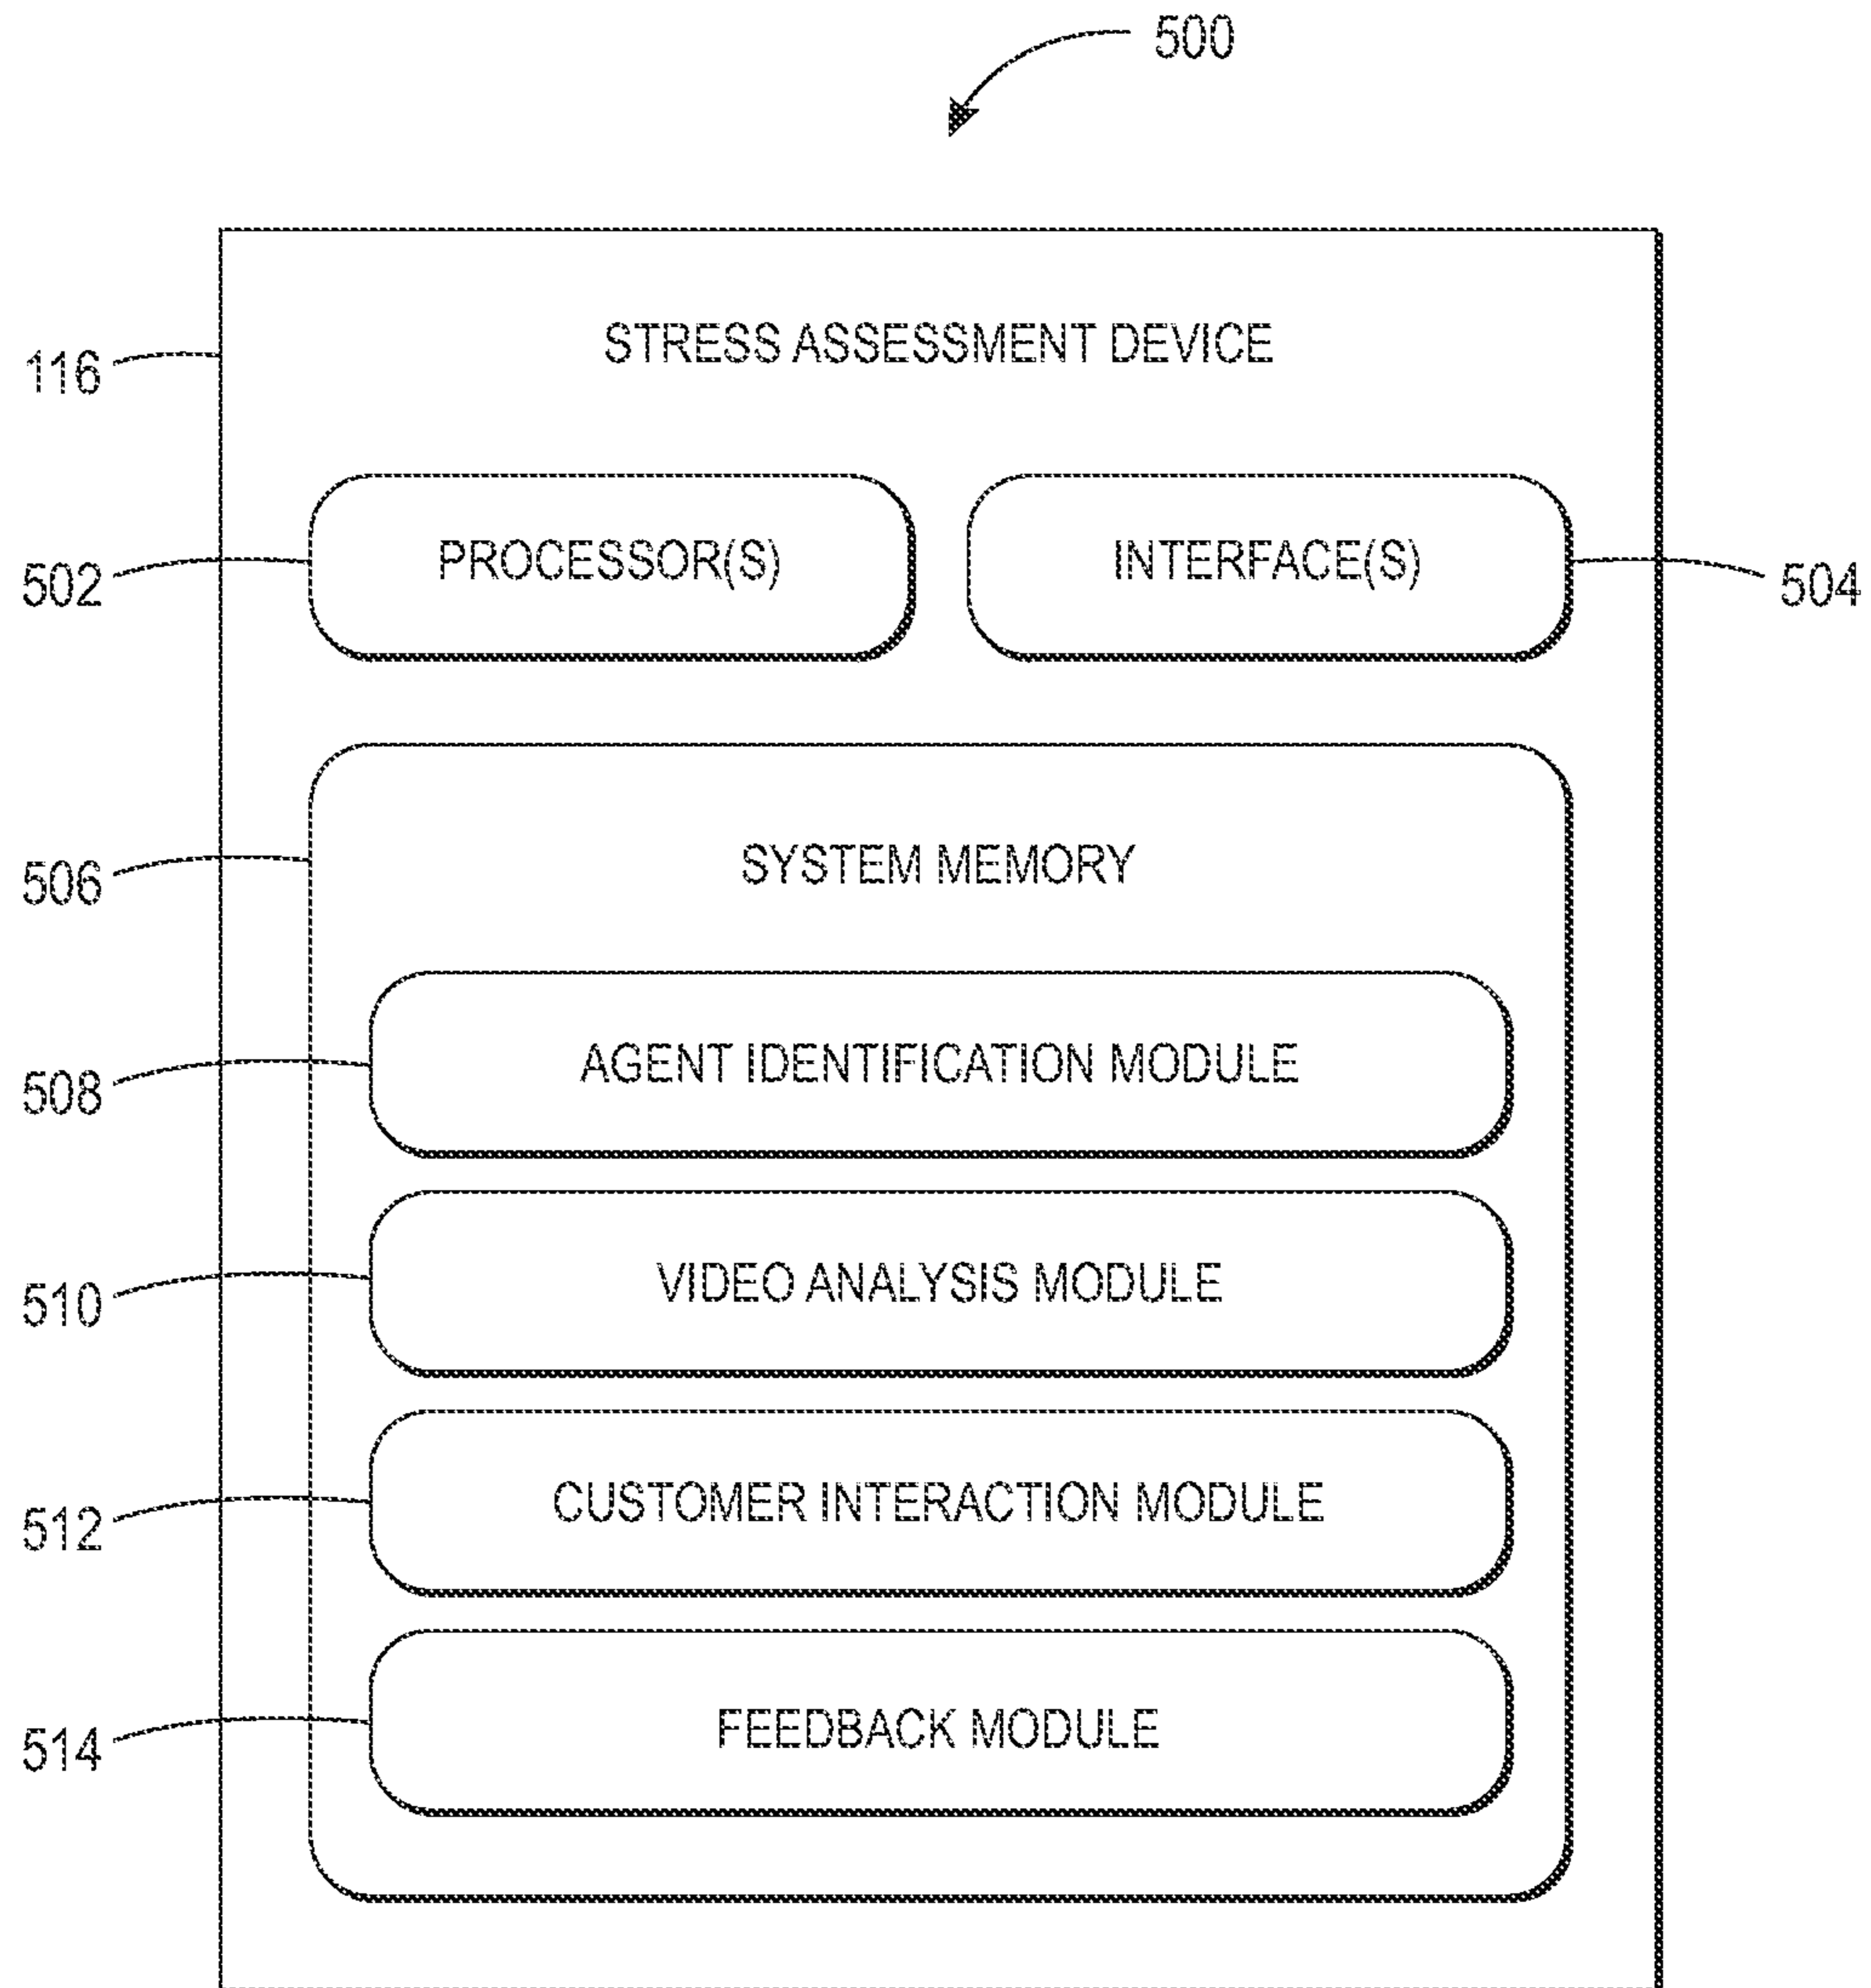 500
STRESS ASSESSMENT DEVICE
116
PROCESSOR(S)
INTERFACE(S)
502
504
SYSTEM MEMORY
506
AGENT IDENTIFICATION MODULE
508
VIDEO ANALYSIS MODULE
510
CUSTOMER INTERACTION MODULE
512
FEEDBACK MODULE
514